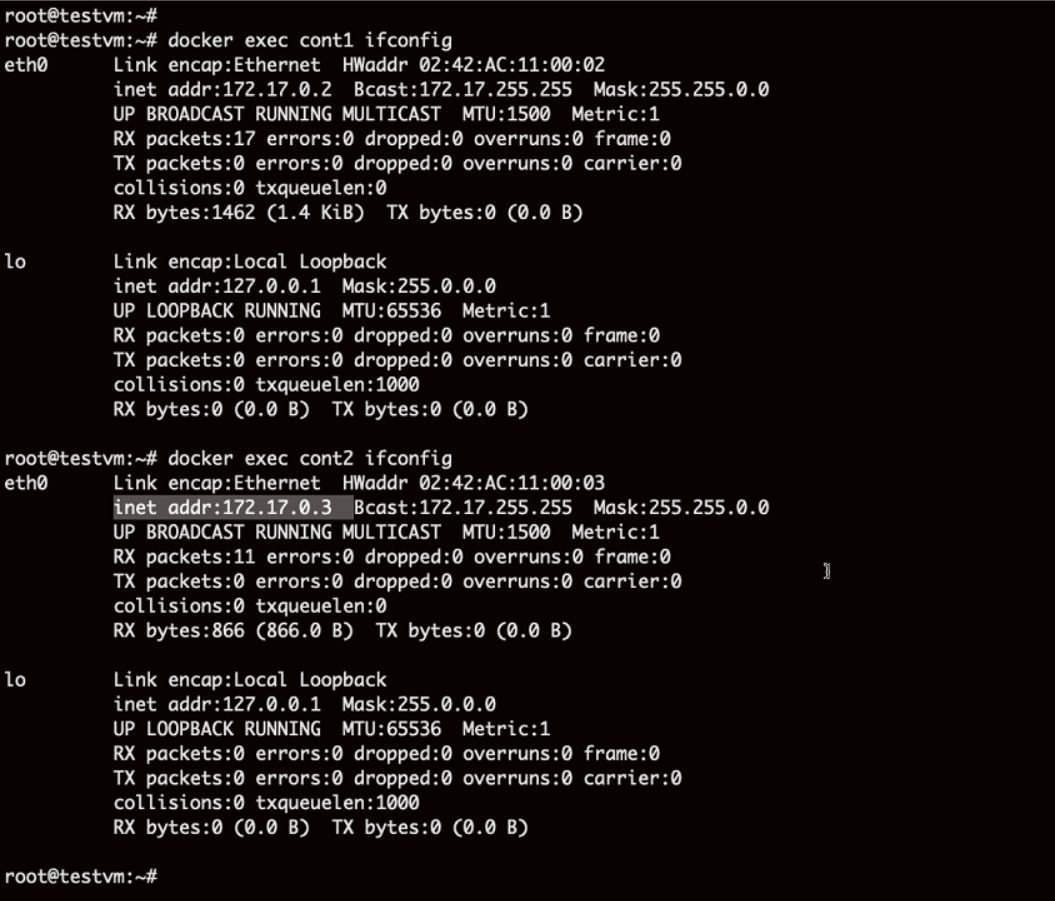 root@testvm:~#
root@testvm:~# docker exec cont1 ifconfig
eth0      Link encap:Ethernet  HWaddr 02:42:AC:11:00:02
          inet addr:172.17.0.2  Bcast:172.17.255.255  Mask:255.255.0.0
          UP BROADCAST RUNNING MULTICAST  MTU:1500  Metric:1
          RX packets:17 errors:0 dropped:0 overruns:0 frame:0
          TX packets:0 errors:0 dropped:0 overruns:0 carrier:0
          collisions:0 txqueuelen:0
          RX bytes:1462 (1.4 KiB)  TX bytes:0 (0.0 B)

lo        Link encap:Local Loopback
          inet addr:127.0.0.1  Mask:255.0.0.0
          UP LOOPBACK RUNNING  MTU:65536  Metric:1
          RX packets:0 errors:0 dropped:0 overruns:0 frame:0
          TX packets:0 errors:0 dropped:0 overruns:0 carrier:0
          collisions:0 txqueuelen:1000
          RX bytes:0 (0.0 B)  TX bytes:0 (0.0 B)

root@testvm:~# docker exec cont2 ifconfig
eth0      Link encap:Ethernet  HWaddr 02:42:AC:11:00:03
          inet addr:172.17.0.3  Bcast:172.17.255.255  Mask:255.255.0.0
          UP BROADCAST RUNNING MULTICAST  MTU:1500  Metric:1
          RX packets:11 errors:0 dropped:0 overruns:0 frame:0
          TX packets:0 errors:0 dropped:0 overruns:0 carrier:0
          collisions:0 txqueuelen:0
          RX bytes:866 (866.0 B)  TX bytes:0 (0.0 B)

lo        Link encap:Local Loopback
          inet addr:127.0.0.1  Mask:255.0.0.0
          UP LOOPBACK RUNNING  MTU:65536  Metric:1
          RX packets:0 errors:0 dropped:0 overruns:0 frame:0
          TX packets:0 errors:0 dropped:0 overruns:0 carrier:0
          collisions:0 txqueuelen:1000
          RX bytes:0 (0.0 B)  TX bytes:0 (0.0 B)

root@testvm:~#